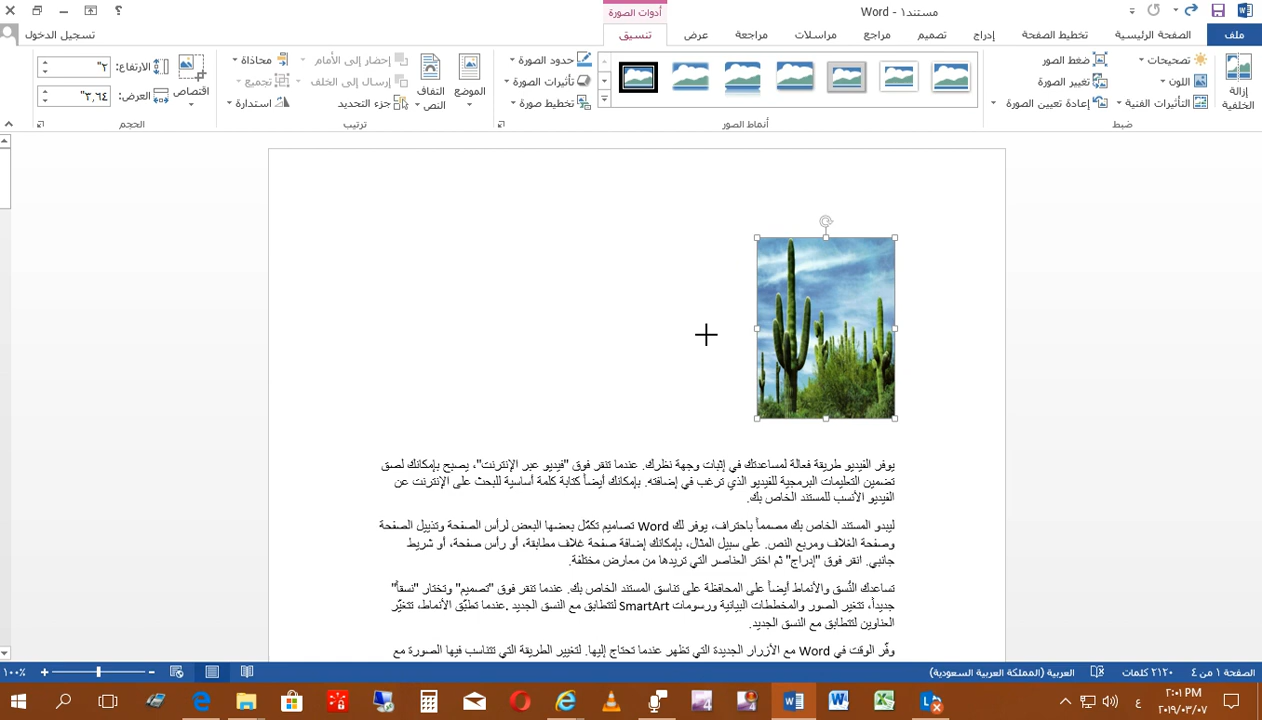 مستند١ - Word
أدوات الصورة
ملف
الصفحة الرئيسية
إدراج
تصميم
تخطيط الصفحة
مراجع
مراسلات
مراجعة
عرض
تنسيق
تسجيل الدخول
إزالة الخلفية
تصحيحات
اللون
التأثيرات الفنية
ضغط الصور
تغيير الصورة
إعادة تعيين الصورة
ضبط
أنماط الصور
حدود الصورة
تأثيرات الصورة
تخطيط صورة
الموضع
التفاف النص
إحضار إلى الأمام
إرسال إلى الخلف
جزء التحديد
محاذاة
تجميع
استدارة
ترتيب
اقتصاص
الارتفاع: ٢"
العرض: ٣,٦٤"
الحجم
يوفر الفيديو طريقة فعالة لمساعدتك في إثبات وجهة نظرك. عندما تنقر فوق "فيديو عبر الإنترنت"، يصبح بإمكانك لصق
تضمين التعليمات البرمجية للفيديو الذي ترغب في إضافته. بإمكانك أيضاً كتابة كلمة أساسية للبحث على الإنترنت عن
الفيديو الأنسب للمستند الخاص بك.
ليبدو المستند الخاص بك مصمماً باحتراف، يوفر لك Word تصاميم تكمّل بعضها البعض لرأس الصفحة وتذييل الصفحة
وصفحة الغلاف ومربع النص. على سبيل المثال، بإمكانك إضافة صفحة غلاف مطابقة، أو رأس صفحة، أو شريط
جانبي. انقر فوق "إدراج" ثم اختر العناصر التي تريدها من معارض مختلفة.
تساعدك النُسق والأنماط أيضاً على المحافظة على تناسق المستند الخاص بك. عندما تنقر فوق "تصميم" وتختار "نسقاً"
جديداً، تتغير الصور والمخططات البيانية ورسومات SmartArt لتتطابق مع النسق الجديد .عندما تطبّق الأنماط، تتغيّر
العناوين لتتطابق مع النسق الجديد.
وفّر الوقت في Word مع الأزرار الجديدة التي تظهر عندما تحتاج إليها. لتغيير الطريقة التي تتناسب فيها الصورة مع
الصفحة ١ من ٤
٢١٢٠ كلمات
العربية (المملكة العربية السعودية)
١٠٠%
٢:٠١ PM
٢٠١٩/٠٣/٠٧
ع